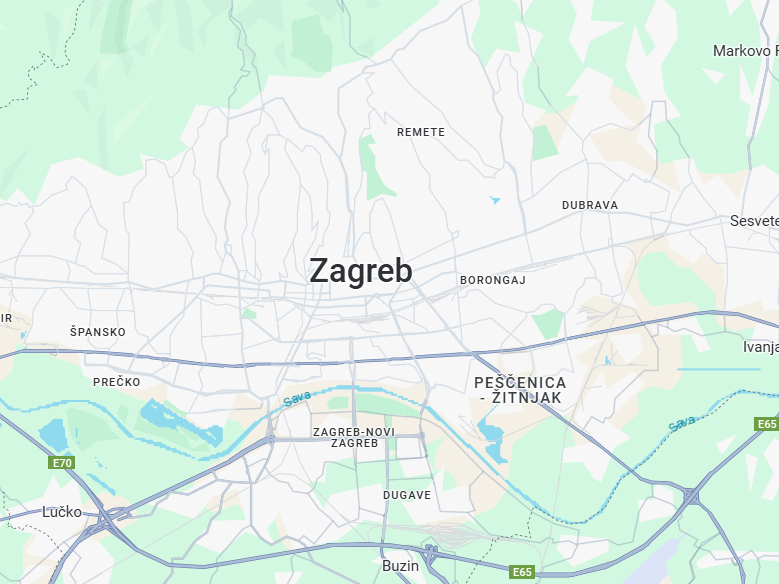 Markovo P
REMETE
DUBRAVA
Sesvete
Zagreb
BORONGAJ
IR
ŠPANSKO
Ivanja
PREČKO
PEŠČENICA
- ŽITNJAK
Sava
Sava
E65
ZAGREB-NOVI
ZAGREB
E70
DUGAVE
Lučko
Buzin
E65